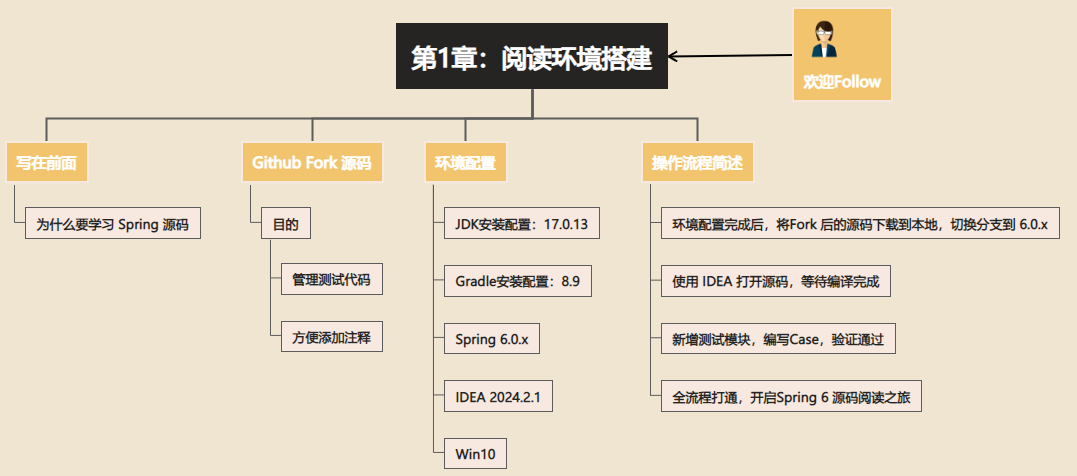 第1章：阅读环境搭建
欢迎Follow
写在前面
为什么要学习 Spring 源码
Github Fork 源码
目的
管理测试代码
方便添加注释
环境配置
JDK安装配置：17.0.13
Gradle安装配置：8.9
Spring 6.0.x
IDEA 2024.2.1
Win10
操作流程简述
环境配置完成后，将Fork 后的源码下载到本地，切换分支到 6.0.x
使用 IDEA 打开源码，等待编译完成
新增测试模块，编写Case，验证通过
全流程打通，开启Spring 6 源码阅读之旅